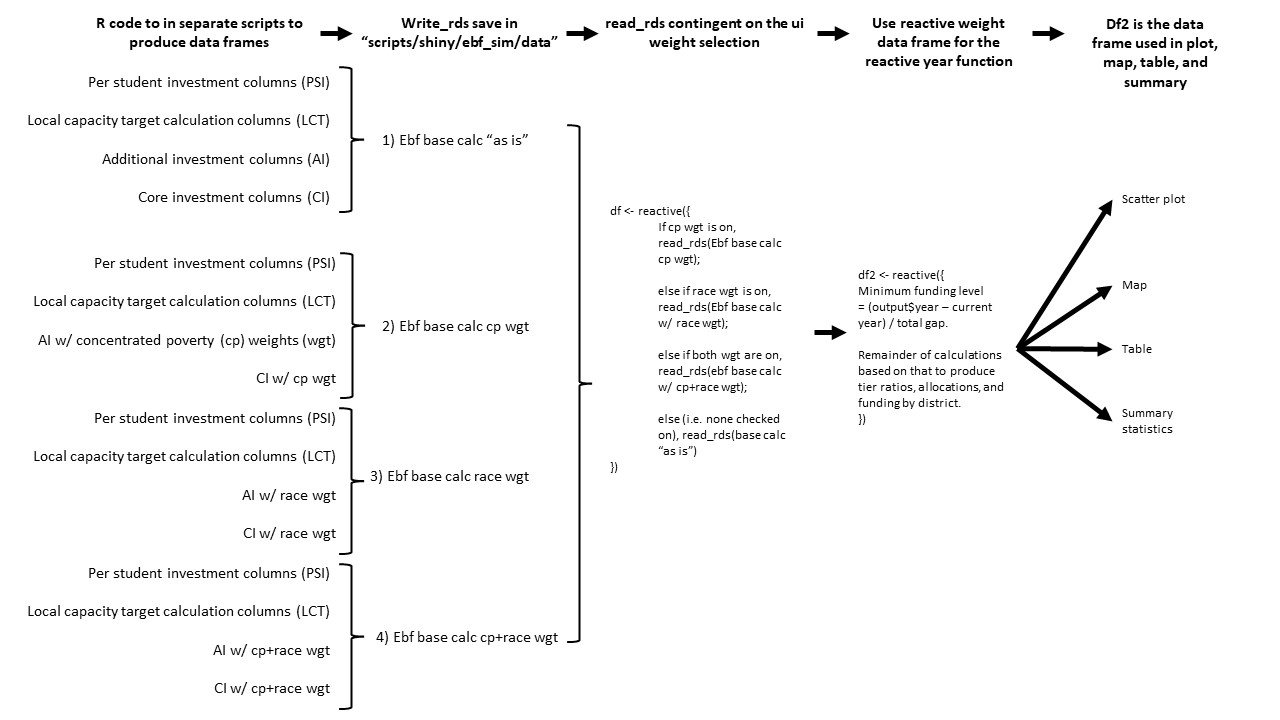 R code to in separate scripts to
produce data frames
Write_rds save in
“scripts/shiny/ebf_sim/data”
read_rds contingent on the ui
weight selection
Use reactive weight
data frame for the
reactive year function
Df2 is the data
frame used in plot,
map, table, and
summary
Per student investment columns (PSI)
Local capacity target calculation columns (LCT)
Additional investment columns (AI)
Core investment columns (CI)
1) Ebf base calc “as is”
Per student investment columns (PSI)
Local capacity target calculation columns (LCT)
AI w/ concentrated poverty (cp) weights (wgt)
CI w/ cp wgt
2) Ebf base calc cp wgt
Per student investment columns (PSI)
Local capacity target calculation columns (LCT)
AI w/ race wgt
CI w/ race wgt
3) Ebf base calc race wgt
Per student investment columns (PSI)
Local capacity target calculation columns (LCT)
AI w/ cp+race wgt
CI w/ cp+race wgt
4) Ebf base calc cp+race wgt
df <- reactive({
If cp wgt is on,
read_rds(Ebf base calc
cp wgt);
else if race wgt is on,
read_rds(Ebf base calc
w/ race wgt);
else if both wgt are on,
read_rds(ebf base calc
w/ cp+race wgt);
else (i.e. none checked
on), read_rds(base calc
“as is”)
})
df2 <- reactive({
Minimum funding level
= (output$year – current
year) / total gap.
Remainder of calculations
based on that to produce
tier ratios, allocations, and
funding by district.
})
Scatter plot
Map
Table
Summary
statistics